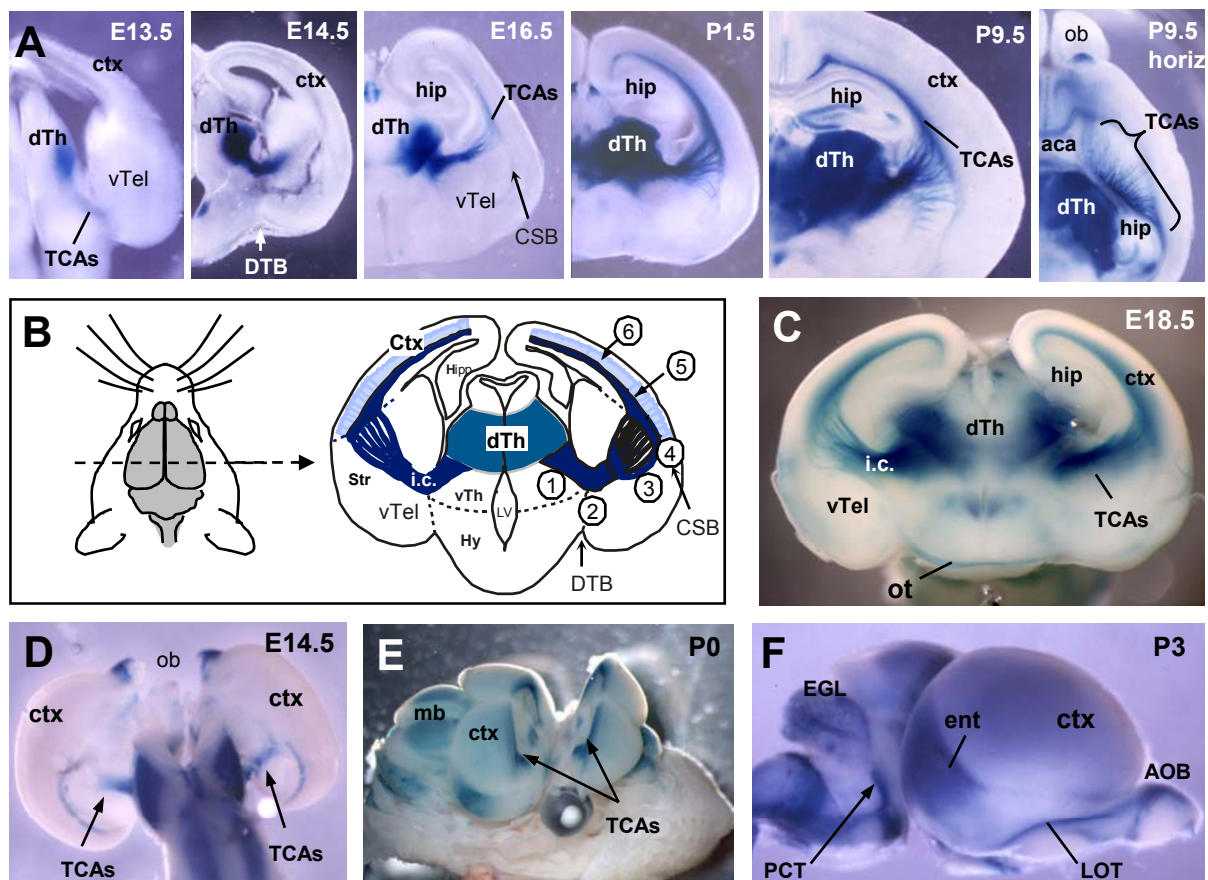 A
E13.5
ctx
dTh
vTel
TCAs
E14.5
ctx
dTh
DTB
E16.5
hip
TCAs
dTh
vTel
CSB
P1.5
hip
dTh
P9.5
ctx
hip
dTh
TCAs
ob
P9.5
horiz
TCAs
aca
dTh
hip
B
Ctx
Hipp
dTh
i.c.
Str
vTh
vTel
LV
Hy
1
2
3
4
5
6
CSB
DTB
C
E18.5
hip
ctx
dTh
i.c.
vTel
TCAs
ot
D
E14.5
ob
ctx
ctx
TCAs
TCAs
E
P0
mb
ctx
TCAs
F
P3
EGL
ent
ctx
AOB
PCT
LOT